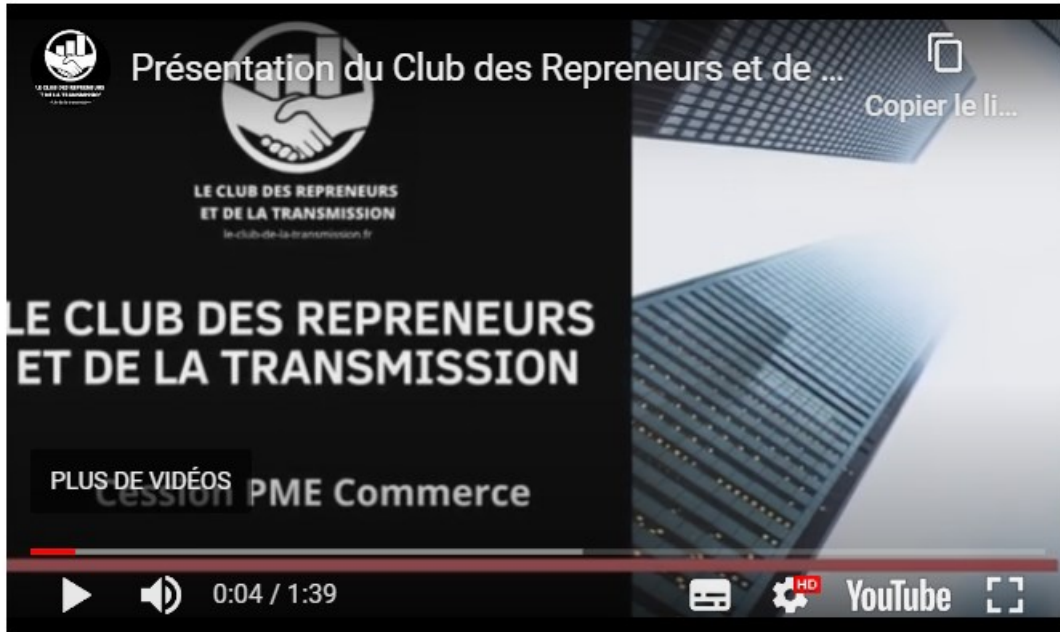 Présentation du Club des Repreneurs et de ...
Copier le li...
LE CLUB DES REPRENEURS
ET DE LA TRANSMISSION
le-club-de-la-transmission.fr
LE CLUB DES REPRENEURS
ET DE LA TRANSMISSION
PLUS DE VIDÉOS
Cession PME Commerce
0:04 / 1:39
HD
YouTube